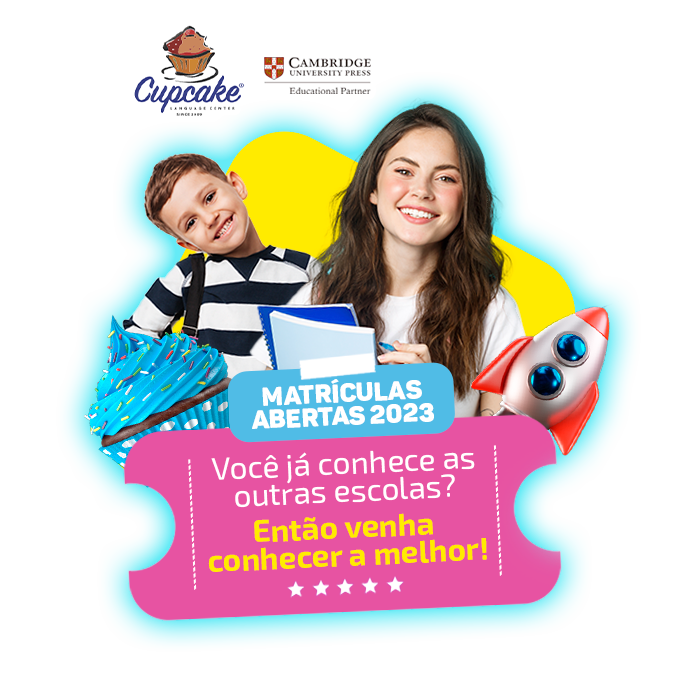 Cupcake®
LANGUAGE CENTER
CAMBRIDGE
UNIVERSITY PRESS
Educational Partner
MATRÍCULAS
ABERTAS 2023
Você já conhece as
outras escolas?
Então venha
conhecer a melhor!